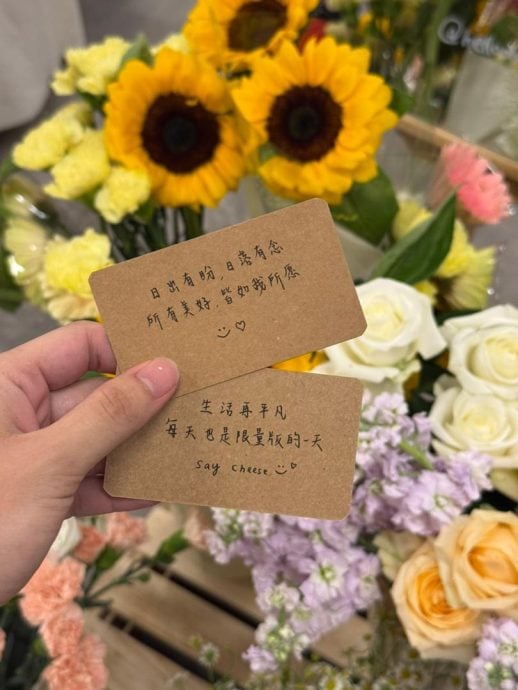 日出有盼，日落有念
所有美好，皆如我所愿
生活再平凡
每天也是限量版的一天
Say cheese